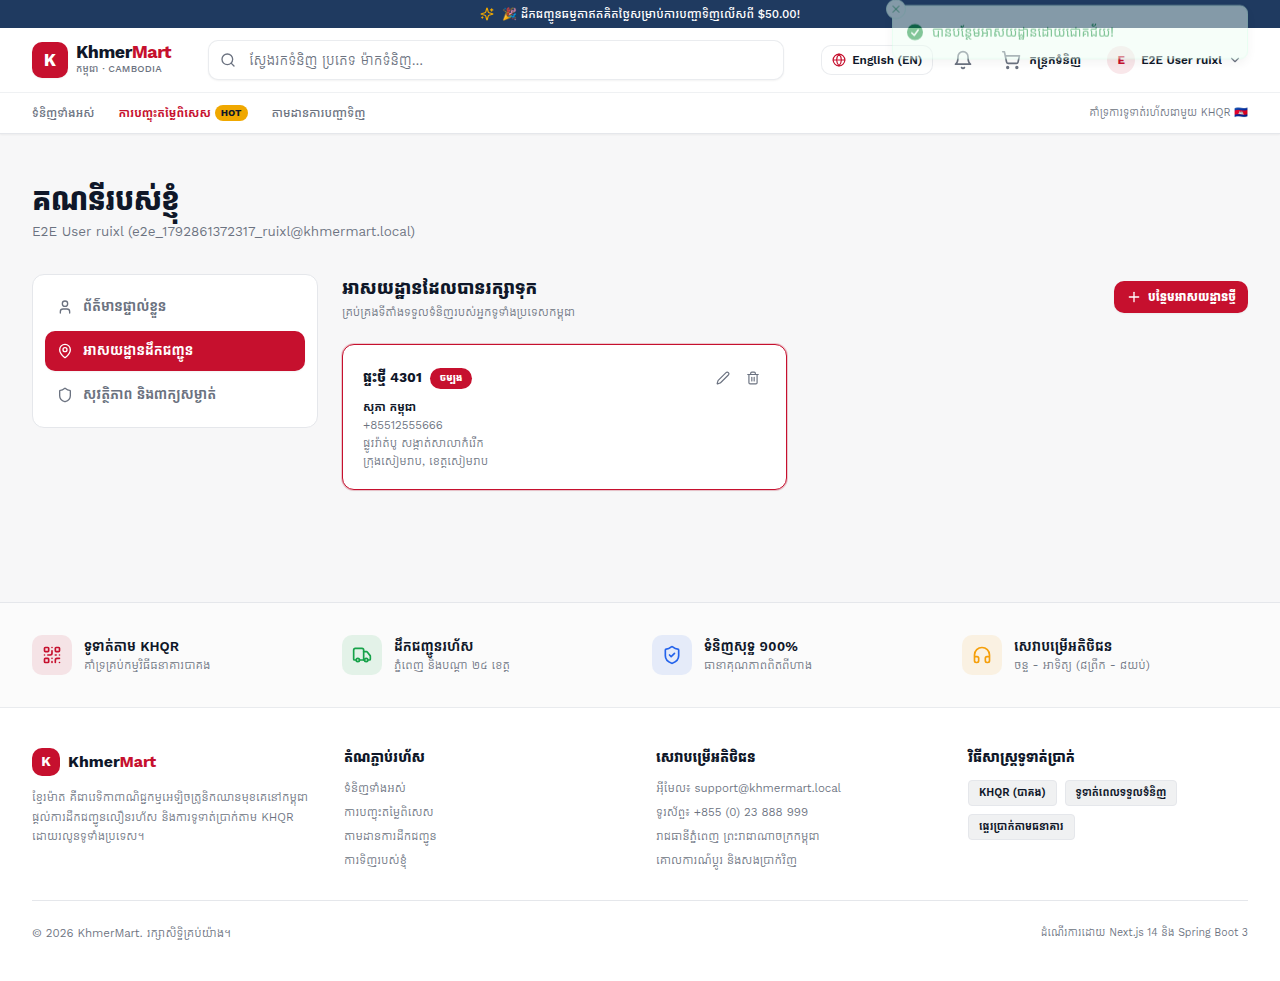 🎉 ដឹកជញ្ជូនធម្មតាឥតគិតថ្លៃសម្រាប់ការបញ្ជាទិញលើសពី $50.00!
បានបន្ថែមអាសយដ្ឋានដោយជោគជ័យ!
K
KhmerMart
កម្ពុជា · CAMBODIA
ស្វែងរកទំនិញ ប្រភេទ ម៉ាកទំនិញ...
English (EN)
កន្ត្រកទំនិញ
E
E2E User ruixl
ទំនិញទាំងអស់
ការបញ្ចុះតម្លៃពិសេស HOT
តាមដានការបញ្ជាទិញ
គាំទ្រការទូទាត់រហ័សជាមួយ KHQR 🇰🇭
គណនីរបស់ខ្ញុំ
E2E User ruixl (e2e_1792861372317_ruixl@khmermart.local)
ព័ត៌មានផ្ទាល់ខ្លួន
អាសយដ្ឋានដឹកជញ្ជូន
សុវត្ថិភាព និងពាក្យសម្ងាត់
អាសយដ្ឋានដែលបានរក្សាទុក
គ្រប់គ្រងទីតាំងទទួលទំនិញរបស់អ្នកទូទាំងប្រទេសកម្ពុជា
បន្ថែមអាសយដ្ឋានថ្មី
ផ្ទះថ្មី 4301 ចម្បង
សុភា កម្ពុជា
+85512555666
ផ្លូវវ៉ាត់បូ សង្កាត់សាលាកំរើក
ក្រុងសៀមរាប, ខេត្តសៀមរាប
ទូទាត់តាម KHQR
គាំទ្រគ្រប់កម្មវិធីធនាគារបាគង
ដឹកជញ្ជូនរហ័ស
ភ្នំពេញ និងបណ្តា ២៤ ខេត្ត
ទំនិញសុទ្ធ ១០០%
ធានាគុណភាពពិតពីហាង
សេវាបម្រើអតិថិជន
ចន្ទ - អាទិត្យ (៨ព្រឹក - ៨យប់)
K
KhmerMart
ខ្មែរម៉ាត គឺជាវេទិកាពាណិជ្ជកម្មអេឡិចត្រូនិកឈានមុខគេនៅកម្ពុជា
ផ្តល់ការដឹកជញ្ជូនលឿនរហ័ស និងការទូទាត់ប្រាក់តាម KHQR
ដោយរលូនទូទាំងប្រទេស។
តំណភ្ជាប់រហ័ស
ទំនិញទាំងអស់
ការបញ្ចុះតម្លៃពិសេស
តាមដានការដឹកជញ្ជូន
ការទិញរបស់ខ្ញុំ
សេវាបម្រើអតិថិជន
អ៊ីមែល៖ support@khmermart.local
ទូរស័ព្ទ៖ +855 (0) 23 888 999
រាជធានីភ្នំពេញ ព្រះរាជាណាចក្រកម្ពុជា
គោលការណ៍ប្តូរ និងសងប្រាក់វិញ
វិធីសាស្ត្រទូទាត់ប្រាក់
KHQR (បាគង)
ទូទាត់ពេលទទួលទំនិញ
ផ្ទេរប្រាក់តាមធនាគារ
© 2026 KhmerMart. រក្សាសិទ្ធិគ្រប់យ៉ាង។
ដំណើរការដោយ Next.js 14 និង Spring Boot 3